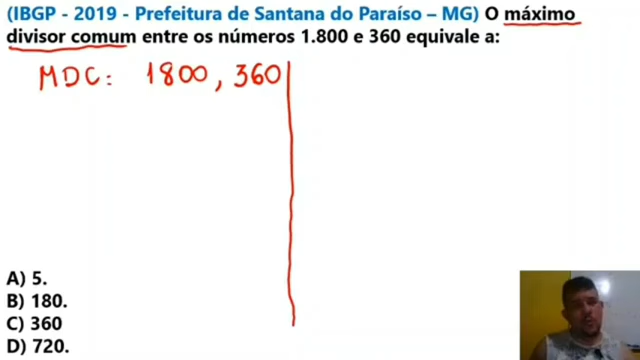 (IBGP - 2019 - Prefeitura de Santana do Paraíso – MG) O máximo
divisor comum entre os números 1.800 e 360 equivale a:
MDC: 1800, 360
A) 5.
B) 180.
C) 360
D) 720.